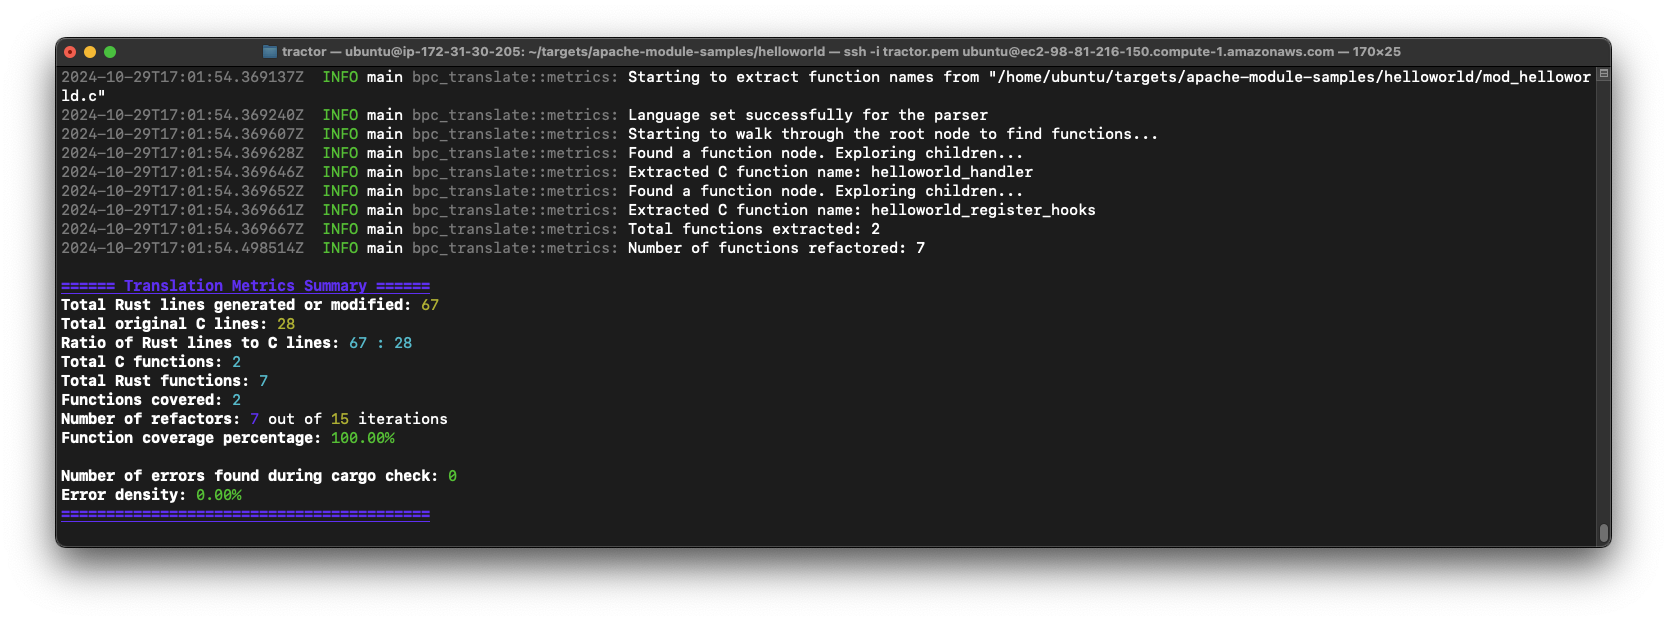 tractor — ubuntu@ip-172-31-30-205: ~/targets/apache-module-samples/helloworld — ssh -i tractor.pem ubuntu@ec2-98-81-216-150.compute-1.amazonaws.com — 170×25
2024-10-29T17:01:54.369137Z  INFO main bpc_translate::metrics: Starting to extract function names from "/home/ubuntu/targets/apache-module-samples/helloworld/mod_hellowor
ld.c"
2024-10-29T17:01:54.369240Z  INFO main bpc_translate::metrics: Language set successfully for the parser
2024-10-29T17:01:54.369607Z  INFO main bpc_translate::metrics: Starting to walk through the root node to find functions...
2024-10-29T17:01:54.369628Z  INFO main bpc_translate::metrics: Found a function node. Exploring children...
2024-10-29T17:01:54.369646Z  INFO main bpc_translate::metrics: Extracted C function name: helloworld_handler
2024-10-29T17:01:54.369652Z  INFO main bpc_translate::metrics: Found a function node. Exploring children...
2024-10-29T17:01:54.369661Z  INFO main bpc_translate::metrics: Extracted C function name: helloworld_register_hooks
2024-10-29T17:01:54.369667Z  INFO main bpc_translate::metrics: Total functions extracted: 2
2024-10-29T17:01:54.498514Z  INFO main bpc_translate::metrics: Number of functions refactored: 7
====== Translation Metrics Summary ======
Total Rust lines generated or modified: 67
Total original C lines: 28
Ratio of Rust lines to C lines: 67 : 28
Total C functions: 2
Total Rust functions: 7
Functions covered: 2
Number of refactors: 7 out of 15 iterations
Function coverage percentage: 100.00%
Number of errors found during cargo check: 0
Error density: 0.00%
=========================================